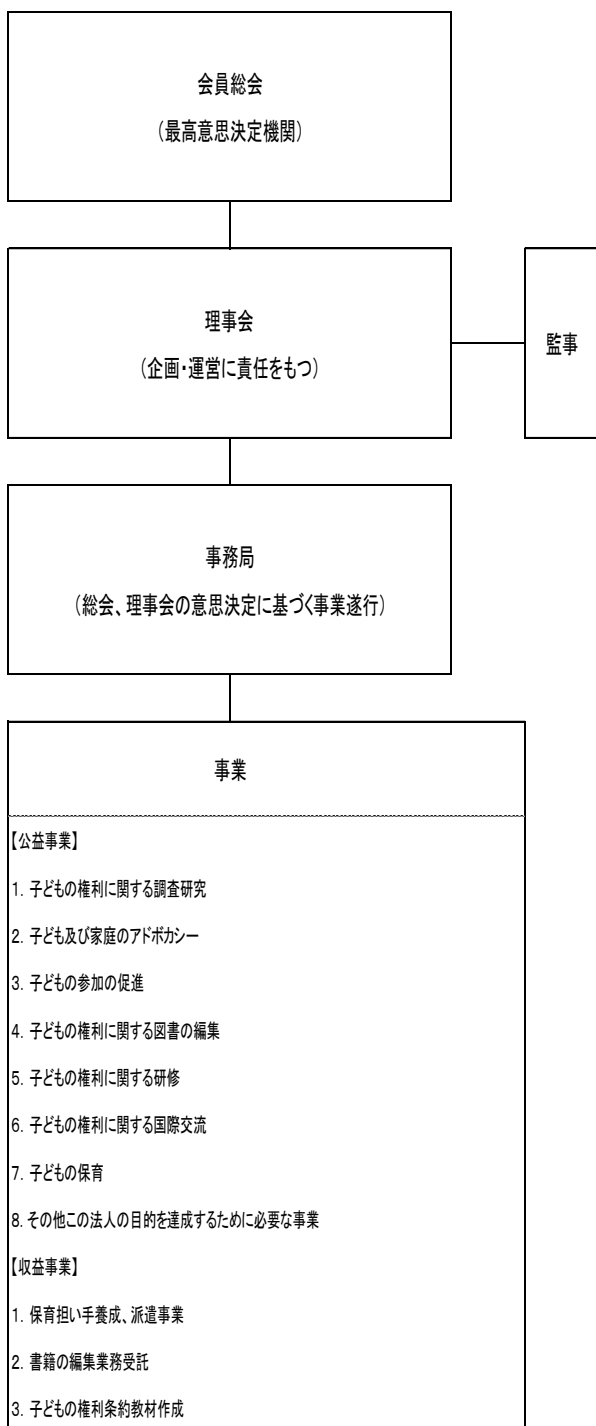 会員総会
(最高意思決定機関)
理事会
(企画・運営に責任をもつ)
監事
事務局
(総会、理事会の意思決定に基づく事業遂行)
事業
【公益事業】
1. 子どもの権利に関する調査研究
2. 子ども及び家庭のアドボカシー
3. 子どもの参加の促進
4. 子どもの権利に関する図書の編集
5. 子どもの権利に関する研修
6. 子どもの権利に関する国際交流
7. 子どもの保育
8. その他この法人の目的を達成するために必要な事業
【収益事業】
1. 保育担い手養成、派遣事業
2. 書籍の編集業務受託
3. 子どもの権利条約教材作成